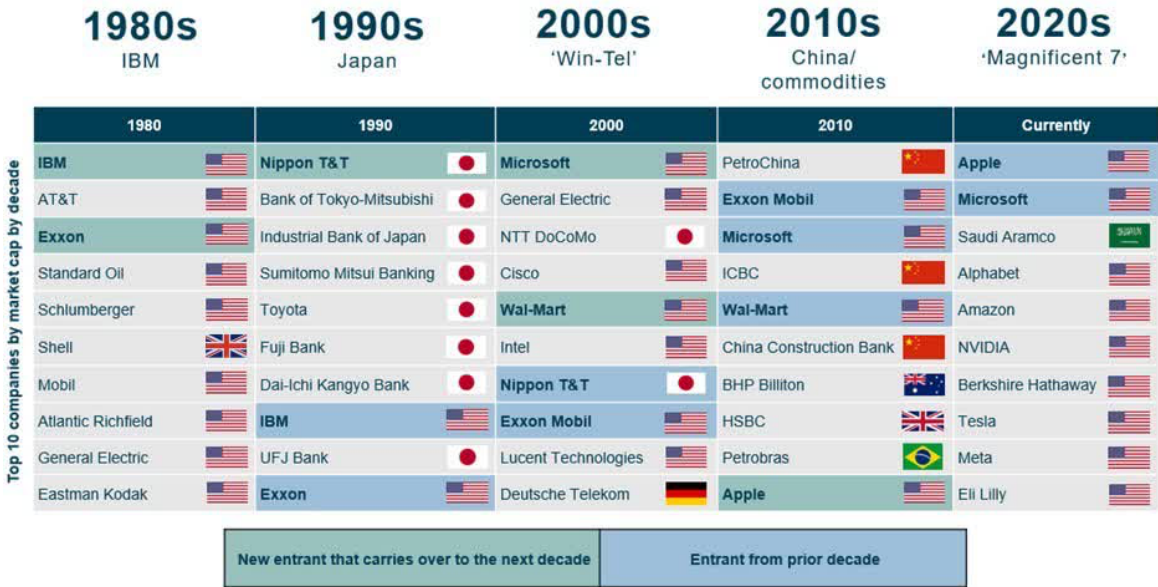 1980s
IBM
1990s
Japan
2000s
‘Win-Tel’
2010s
China/
commodities
2020s
‘Magnificent 7’
Top 10 companies by market cap by decade
1980 1990 2000 2010 Currently
IBM Nippon T&T Microsoft PetroChina Apple
AT&T Bank of Tokyo-Mitsubishi General Electric Exxon Mobil Microsoft
Exxon Industrial Bank of Japan NTT DoCoMo Microsoft Saudi Aramco
Standard Oil Sumitomo Mitsui Banking Cisco ICBC Alphabet
Schlumberger Toyota Wal-Mart Wal-Mart Amazon
Shell Fuji Bank Intel China Construction Bank NVIDIA
Mobil Dai-Ichi Kangyo Bank Nippon T&T BHP Billiton Berkshire Hathaway
Atlantic Richfield IBM Exxon Mobil HSBC Tesla
General Electric UFJ Bank Lucent Technologies Petrobras Meta
Eastman Kodak Exxon Deutsche Telekom Apple Eli Lilly
New entrant that carries over to the next decade Entrant from prior decade